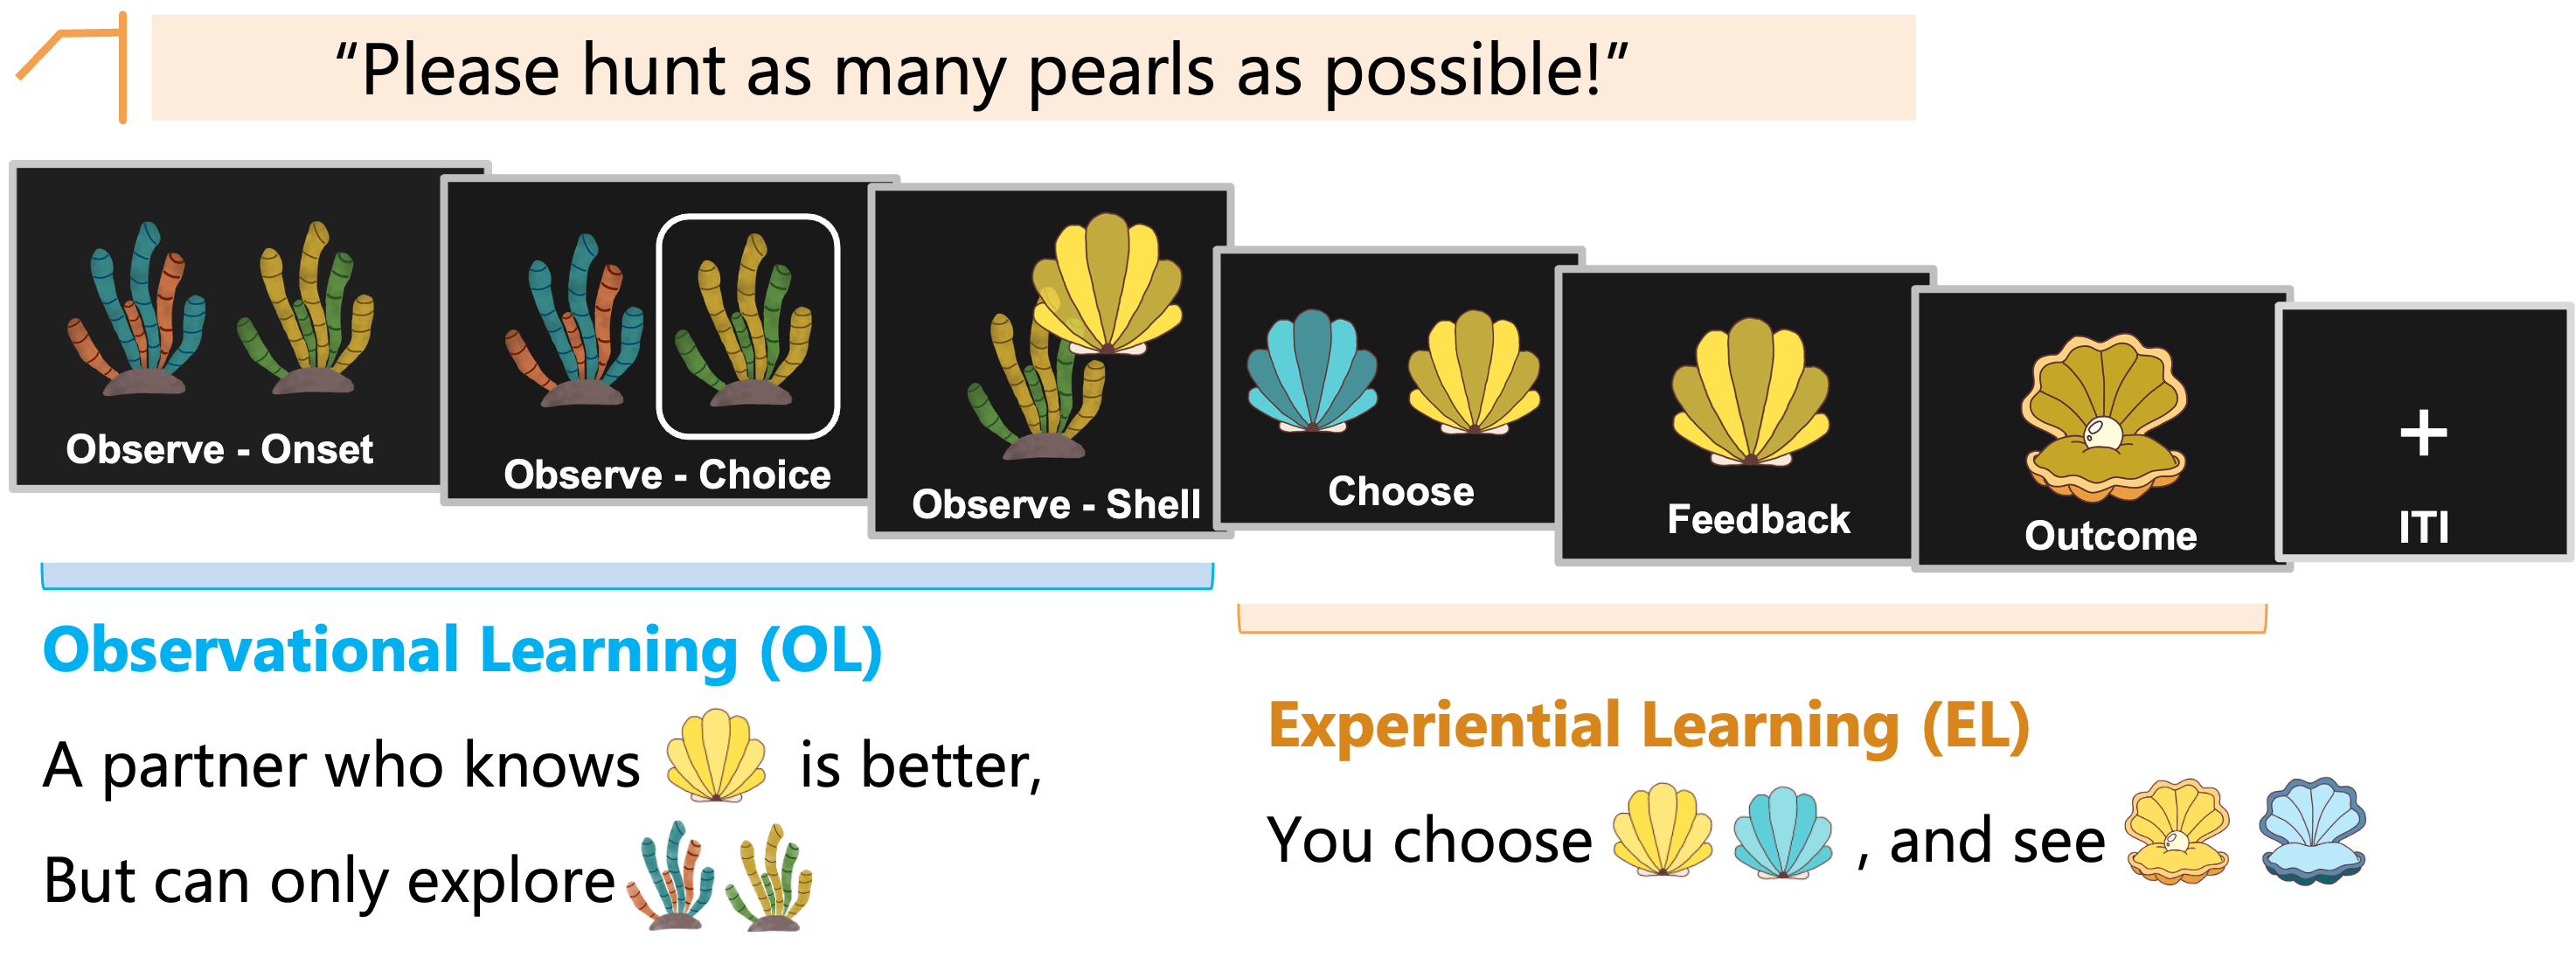 “Please hunt as many pearls as possible!”
Observe - Onset
Observe - Choice
Observe - Shell
Choose
Feedback
Outcome
+
ITI
Observational Learning (OL)
A partner who knows is better,
But can only explore
Experiential Learning (EL)
You choose , and see